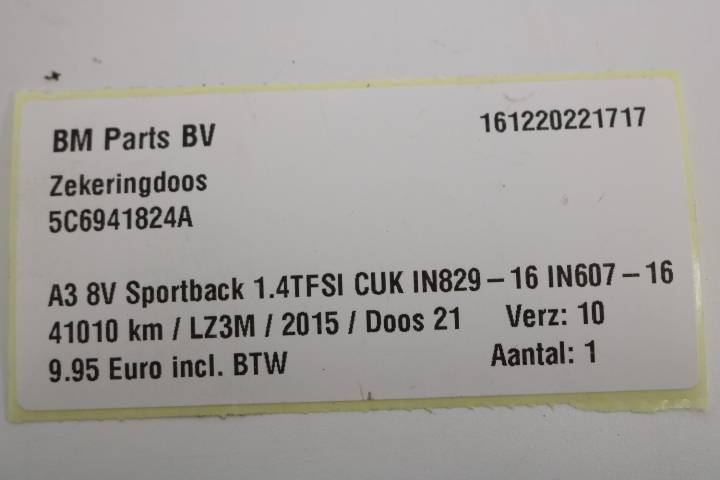 BM Parts BV 161220221717
Zekeringdoos
5C6941824A
A3 8V Sportback 1.4TFSI CUK IN829-16 IN607-16
41010 km / LZ3M / 2015 / Doos 21 Verz: 10
9.95 Euro incl. BTW Aantal: 1